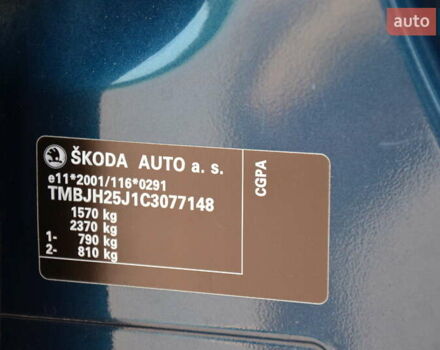 auto
ŠKODA AUTO a. s.
e11*2001/116*0291
TMBJH25J1C3077148
1570 kg
2370 kg
1- 790 kg
2- 810 kg
CGPA